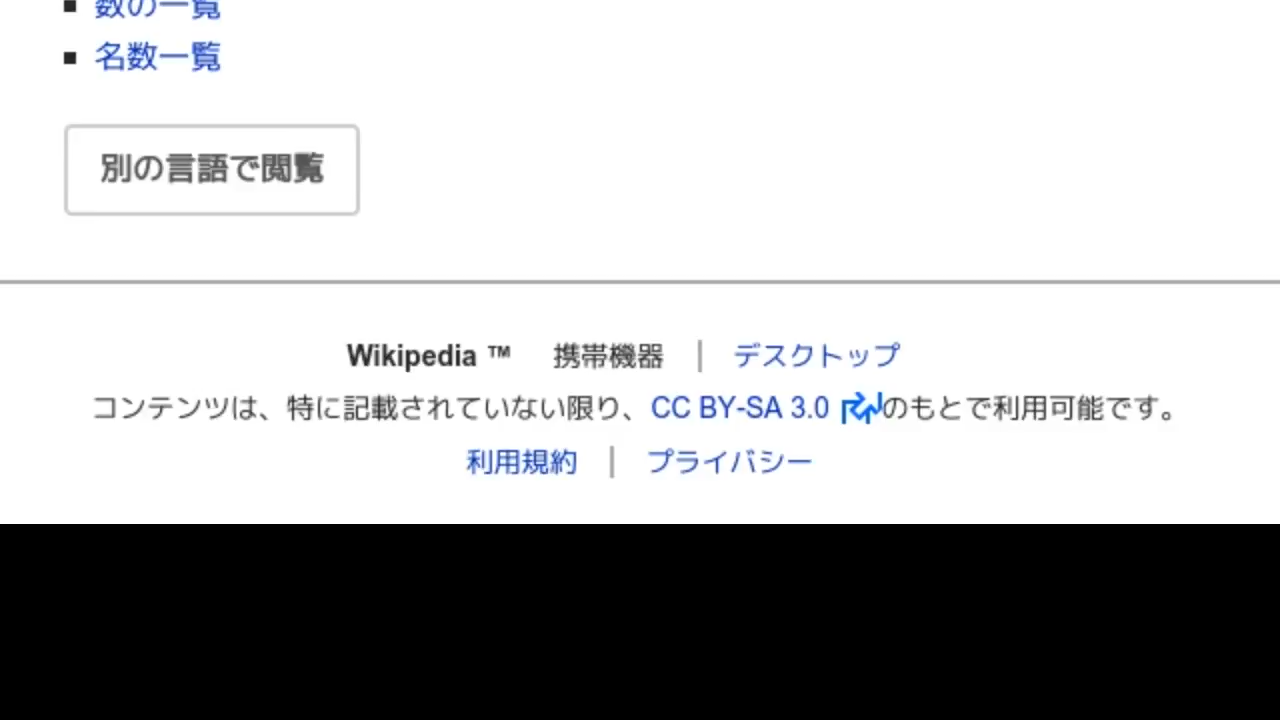 数の一覧
名数一覧
別の言語で閲覧
Wikipedia ™ 携帯機器 | デスクトップ
コンテンツは、特に記載されていない限り、CC BY-SA 3.0 のもとで利用可能です。
利用規約 | プライバシー